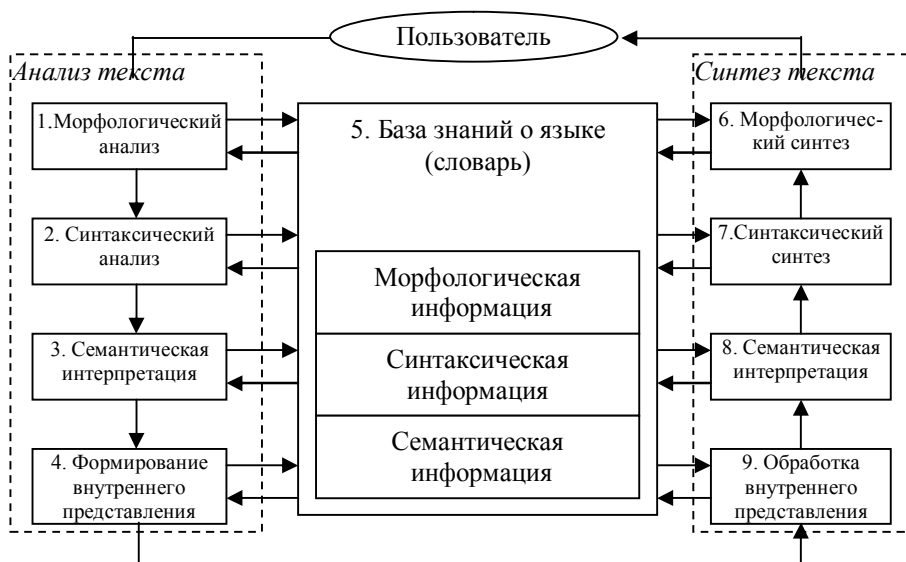 Пользователь
Анализ текста
Синтез текста
1.Морфологический
анализ
2. Синтаксический
анализ
3. Семантическая
интерпретация
4. Формирование
внутреннего
представления
5. База знаний о языке
(словарь)
Морфологическая
информация
Синтаксическая
информация
Семантическая
информация
6. Морфологичес-
кий синтез
7.Синтаксический
синтез
8. Семантическая
интерпретация
9. Обработка
внутреннего
представления